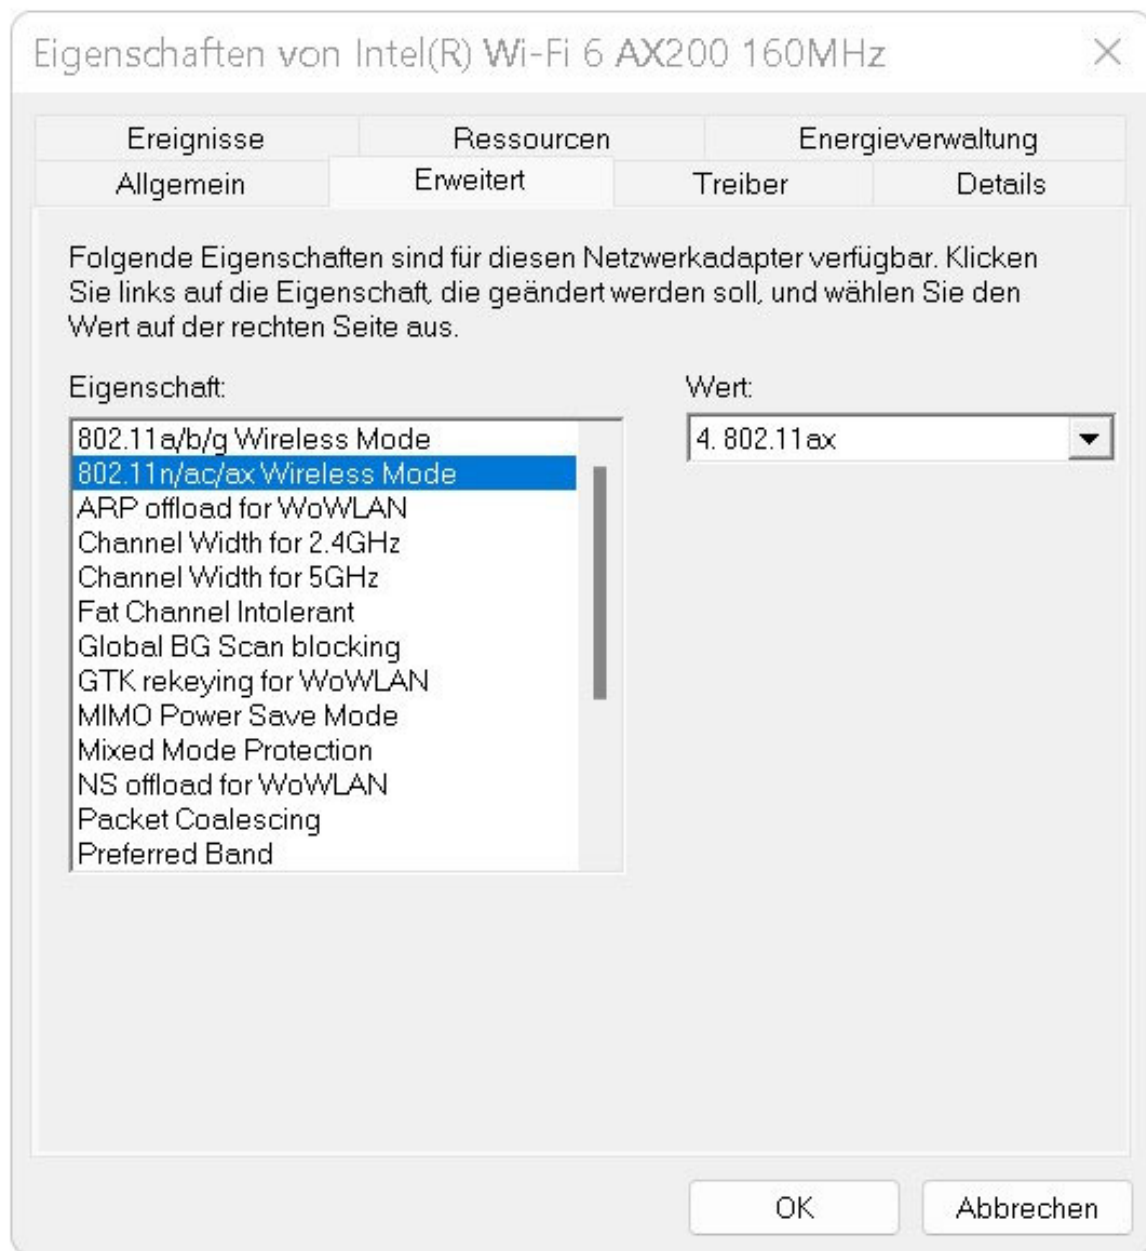 Eigenschaften von Intel(R) Wi-Fi 6 AX200 160MHz
Ereignisse Ressourcen Energieverwaltung
Allgemein Erweitert Treiber Details
Folgende Eigenschaften sind für diesen Netzwerkadapter verfügbar. Klicken
Sie links auf die Eigenschaft, die geändert werden soll, und wählen Sie den
Wert auf der rechten Seite aus.
Eigenschaft: Wert:
802.11a/b/g Wireless Mode 4. 802.11ax
802.11n/ac/ax Wireless Mode
ARP offload for WoWLAN
Channel Width for 2.4GHz
Channel Width for 5GHz
Fat Channel Intolerant
Global BG Scan blocking
GTK rekeying for WoWLAN
MIMO Power Save Mode
Mixed Mode Protection
NS offload for WoWLAN
Packet Coalescing
Preferred Band
OK Abbrechen